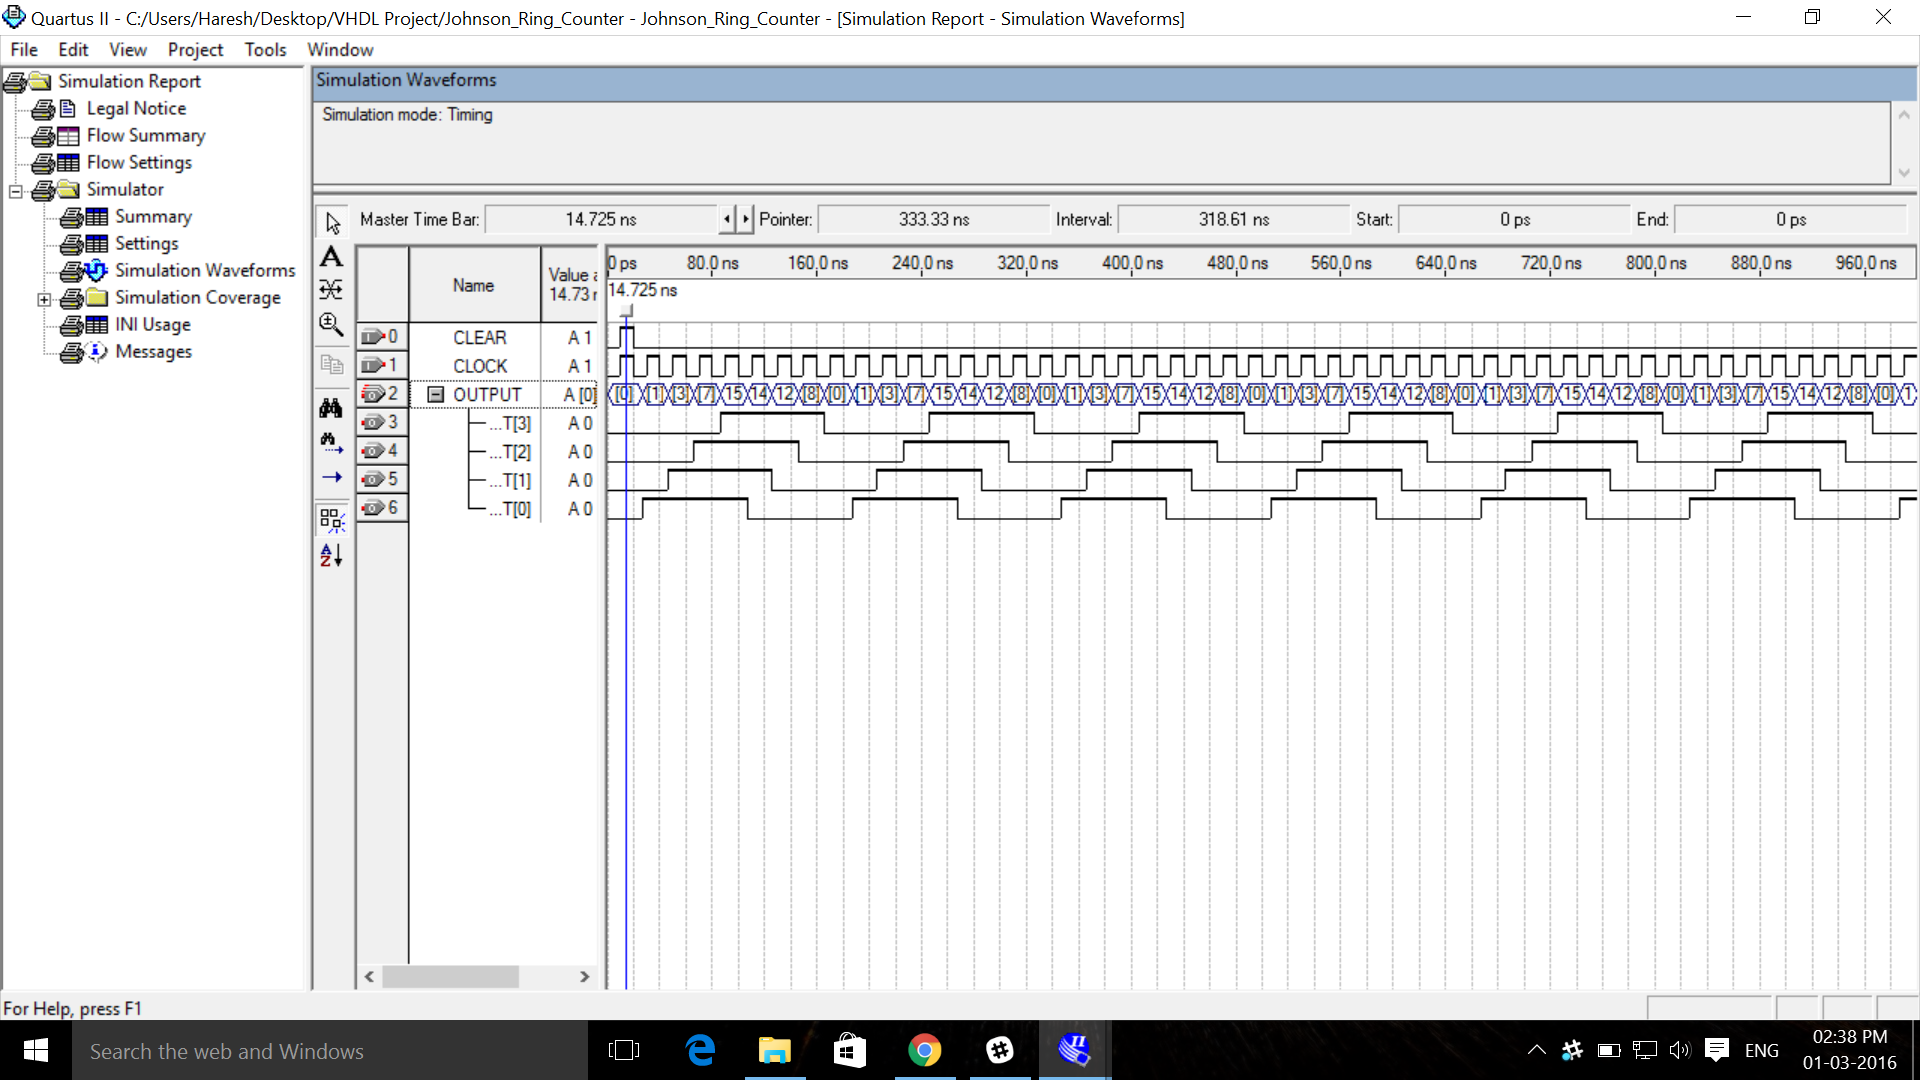 Quartus II - C:/Users/Haresh/Desktop/VHDL Project/Johnson_Ring_Counter - Johnson_Ring_Counter - [Simulation Report - Simulation Waveforms]
File Edit View Project Tools Window
Simulation Report
Legal Notice
Flow Summary
Flow Settings
Simulator
Summary
Settings
Simulation Waveforms
Simulation Coverage
INI Usage
Messages
Simulation Waveforms
Simulation mode: Timing
Master Time Bar: 14.725 ns Pointer: 333.33 ns Interval: 318.61 ns Start: 0 ps End: 0 ps
Name
Value a
14.73 r
0 ps 80.0 ns 160.0 ns 240.0 ns 320.0 ns 400.0 ns 480.0 ns 560.0 ns 640.0 ns 720.0 ns 800.0 ns 880.0 ns 960.0 ns
14.725 ns
0 CLEAR A 1
1 CLOCK A 1
2 OUTPUT A [0] [0] [1] [3] [7] 15 14 12 [8] [0] [1] [3] [7] 15 14 12 [8] [0] [1] [3] [7] 15 14 12 [8] [0] [1] [3] [7] 15 14 12 [8] [0] [1] [3] [7] 15 14 12 [8] [0] [1] [3] [7] 15 14 12 [8] [0] 1
3 ...T[3] A 0
4 ...T[2] A 0
5 ...T[1] A 0
6 ...T[0] A 0
For Help, press F1
Search the web and Windows
ENG
02:38 PM
01-03-2016